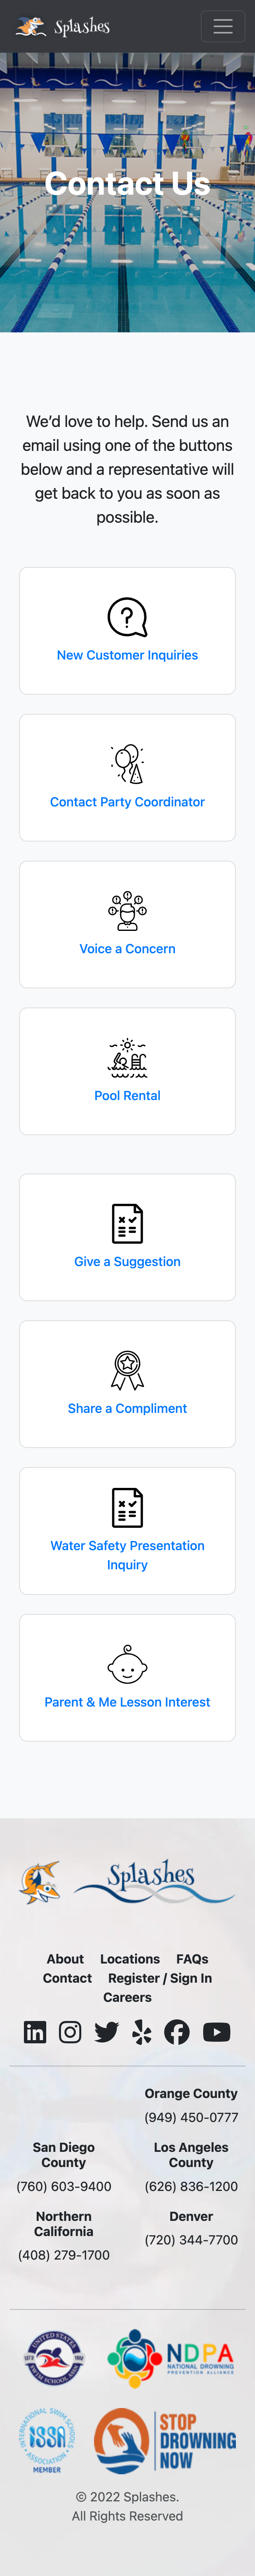 Splashes
Contact Us
We'd love to help. Send us an
email using one of the buttons
below and a representative will
get back to you as soon as
possible.
New Customer Inquiries
Contact Party Coordinator
Voice a Concern
Pool Rental
Give a Suggestion
Share a Compliment
Water Safety Presentation
Inquiry
Parent & Me Lesson Interest
Splashes
About Locations FAQs
Contact Register / Sign In
Careers
Orange County
(949) 450-0777
San Diego
County
(760) 603-9400
Los Angeles
County
(626) 836-1200
Northern
California
(408) 279-1700
Denver
(720) 344-7700
UNITED STATES
SWIM SCHOOL ASSN
NDPA
NATIONAL DROWNING
PREVENTION ALLIANCE
INTERNATIONAL SWIM SCHOOLS
ISSA
ASSOCIATION
MEMBER
STOP
DROWNING
NOW
© 2022 Splashes.
All Rights Reserved